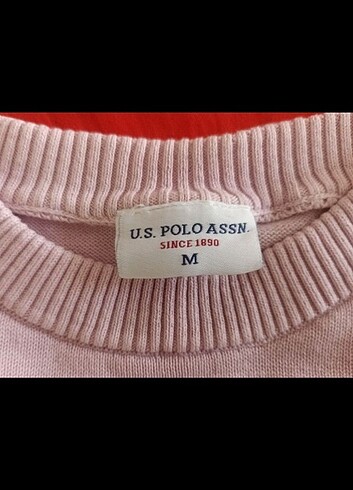 U.S. POLO ASSN.
SINCE 1890
M